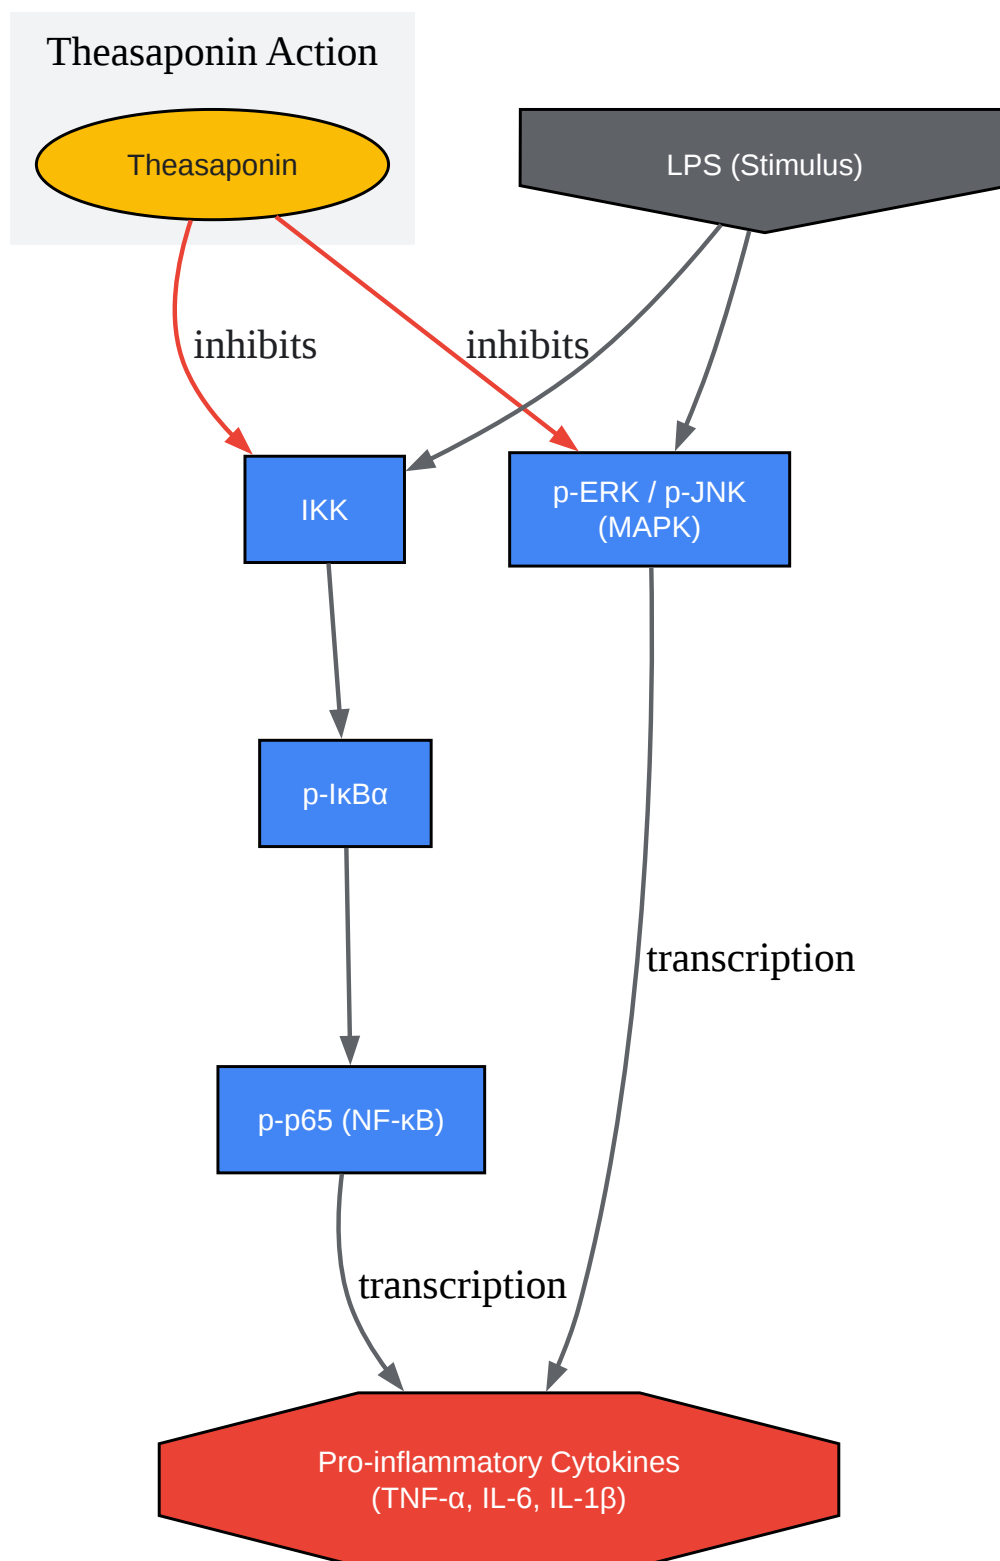 Theasaponin Action
Theasaponin
LPS (Stimulus)
inhibits
inhibits
IKK
p-ERK / p-JNK
(MAPK)
p-IκBα
transcription
p-p65 (NF-κB)
transcription
Pro-inflammatory Cytokines
(TNF-α, IL-6, IL-1β)